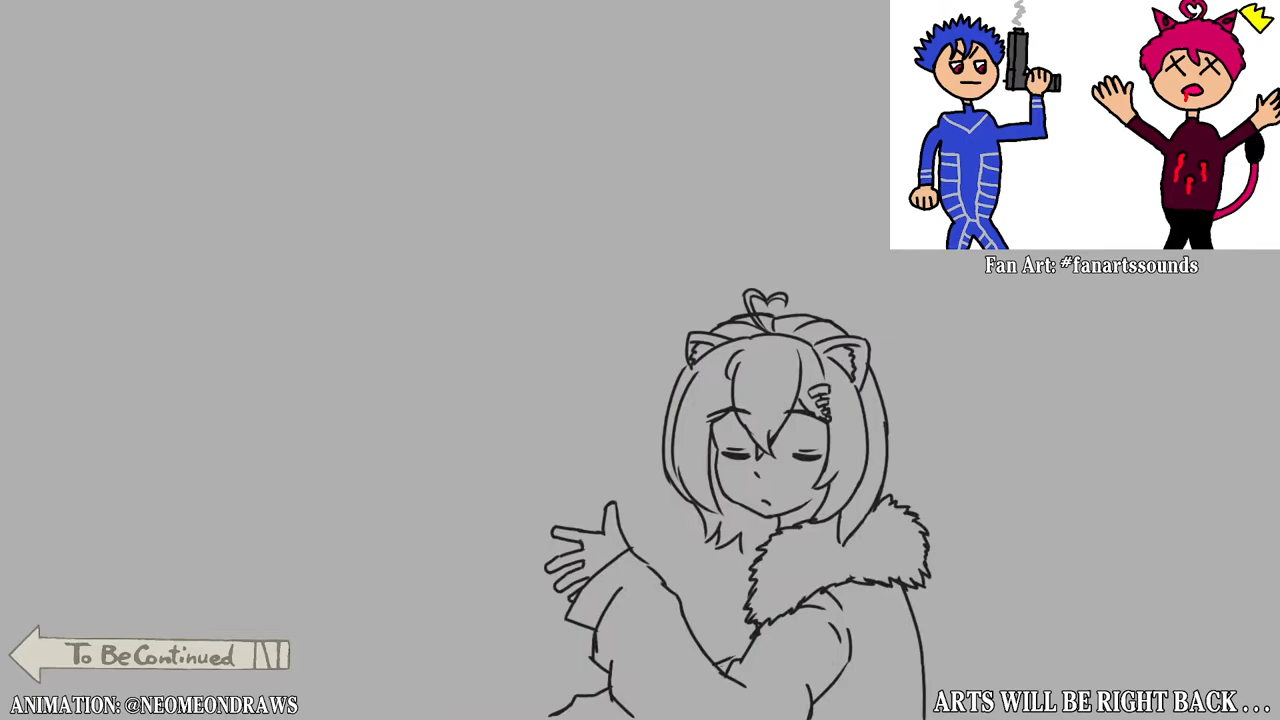 Fan Art: #fanartssounds
To Be Continued
ANIMATION: @NEOMEONDRAWS
ARTS WILL BE RIGHT BACK . . .